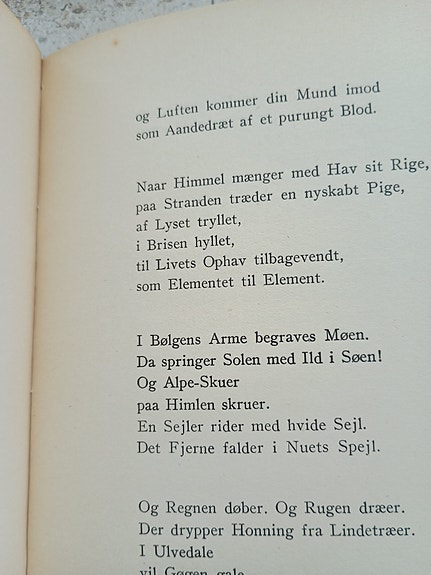 og Luften kommer din Mund imod
som Aandedræt af et purungt Blod.
Naar Himmel mænger med Hav sit Rige,
paa Stranden træder en nyskabt Pige,
af Lyset tryllet,
i Brisen hyllet,
til Livets Ophav tilbagevendt,
som Elementet til Element.
I Bølgens Arme begraves Møen.
Da springer Solen med Ild i Søen!
Og Alpe-Skuer
paa Himlen skruer.
En Sejler rider med hvide Sejl.
Det Fjerne falder i Nuets Spejl.
Og Regnen døber. Og Rugen dræer.
Der drypper Honning fra Lindetræer.
I Ulvedale
vil Gøgen gale